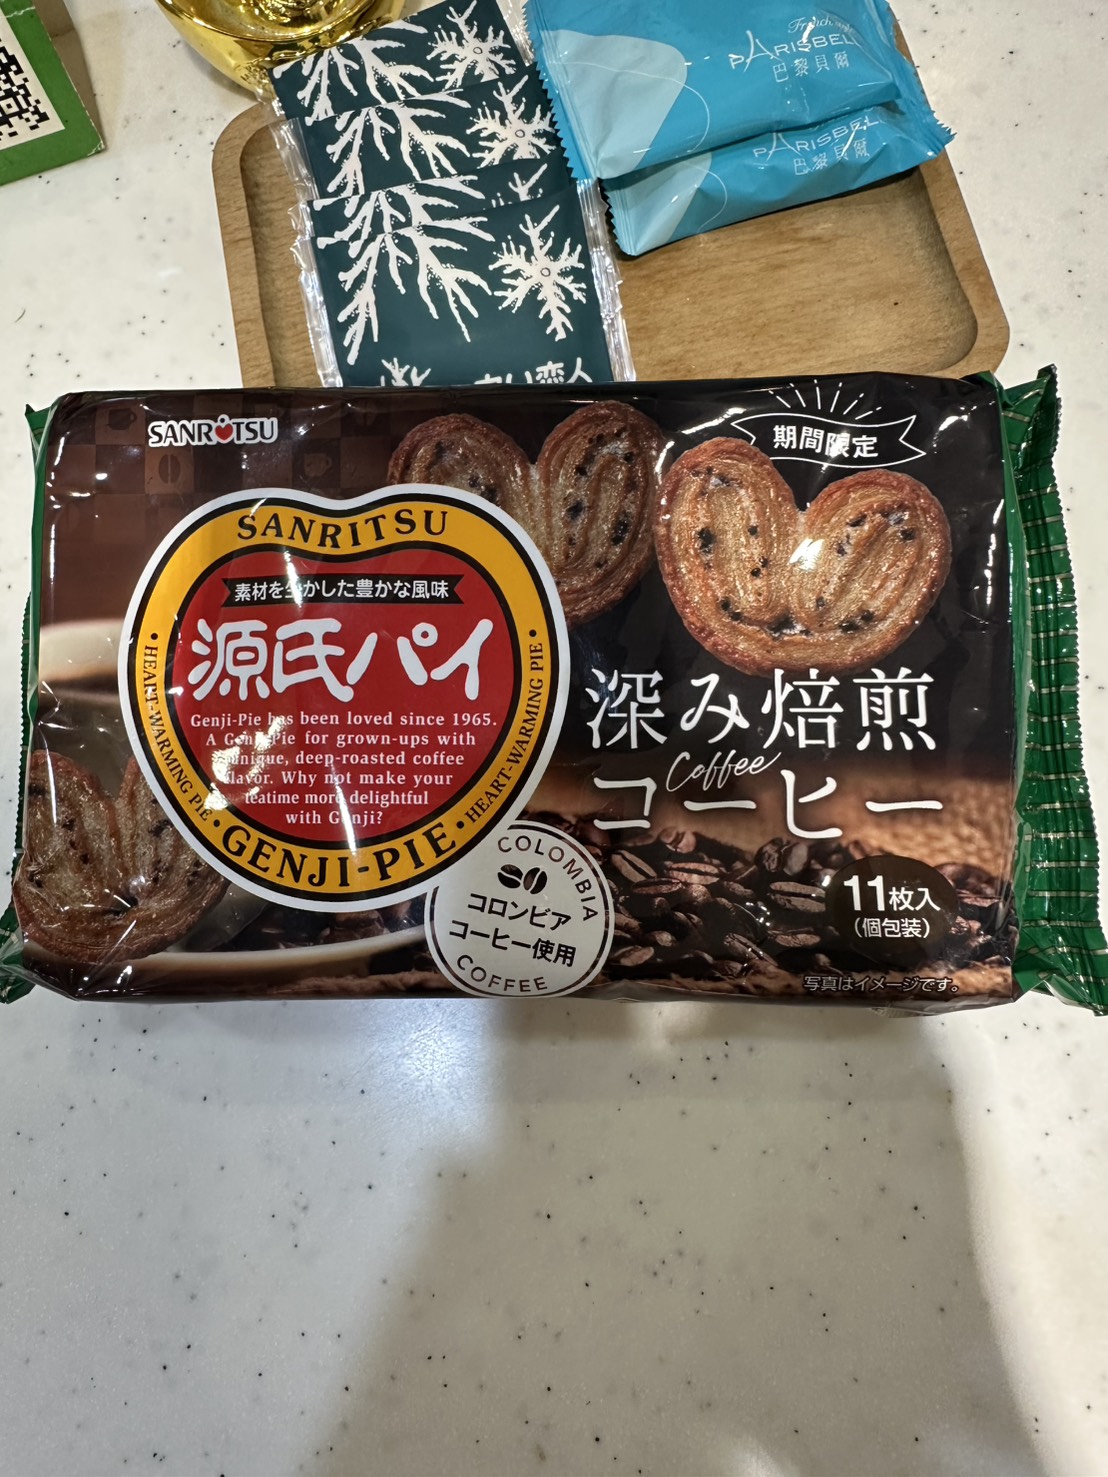 French
PARISBEL
巴黎貝爾
PARISBEL
巴黎貝爾
恋人
SANRITSU
期間限定
SANRITSU
素材を生かした豊かな風味
源氏パイ
Genji-Pie has been loved since 1965.
A Genji-Pie for grown-ups with
unique, deep-roasted coffee
flavor. Why not make your
teatime more delightful
with Genji?
HEART-WARMING PIE
GENJI-PIE
HEART-WARMING PIE
深み焙煎
Coffee
コーヒー
COLOMBIA
コロンビア
コーヒー使用
COFFEE
11枚入
(個包装)
写真はイメージです。